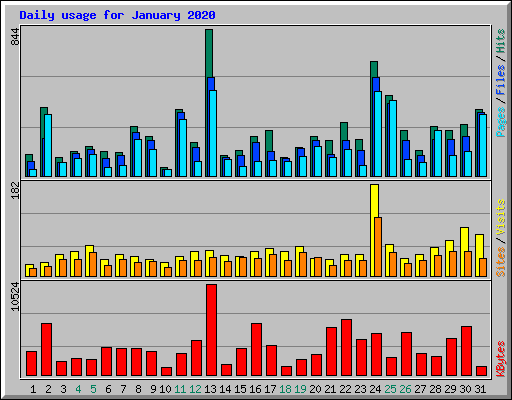 Daily usage for January 2020
844
Pages / Files / Hits
182
Sites / Visits
10524
KBytes
1 2 3 4 5 6 7 8 9 10 11 12 13 14 15 16 17 18 19 20 21 22 23 24 25 26 27 28 29 30 31